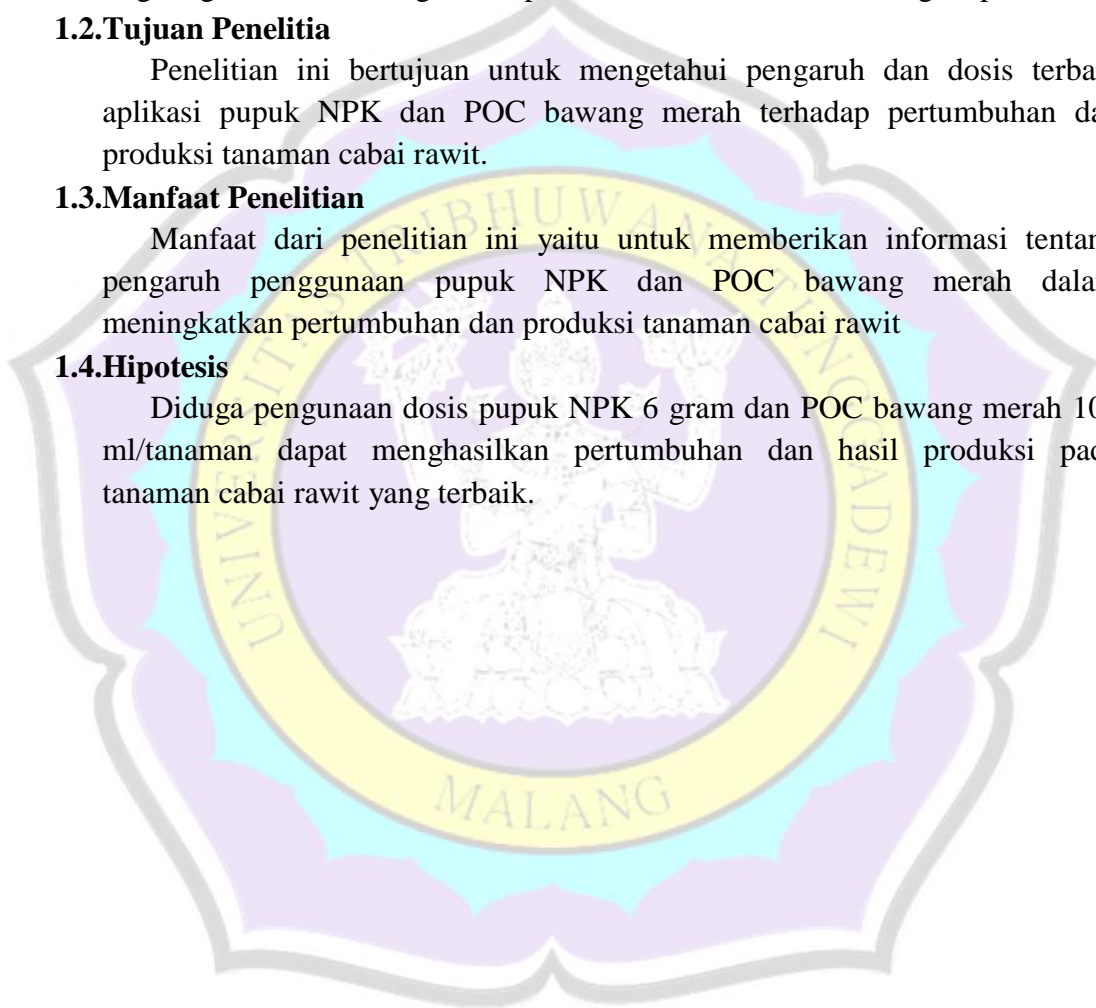 1.2.Tujuan Penelitia
Penelitian ini bertujuan untuk mengetahui pengaruh dan dosis terba
aplikasi pupuk NPK dan POC bawang merah terhadap pertumbuhan da
produksi tanaman cabai rawit.
1.3.Manfaat Penelitian
Manfaat dari penelitian ini yaitu untuk memberikan informasi tentan
pengaruh penggunaan pupuk NPK dan POC bawang merah dala
meningkatkan pertumbuhan dan produksi tanaman cabai rawit
1.4.Hipotesis
Diduga pengunaan dosis pupuk NPK 6 gram dan POC bawang merah 10
ml/tanaman dapat menghasilkan pertumbuhan dan hasil produksi pad
tanaman cabai rawit yang terbaik.
UNIVERSITAS TRIBHUWANA TUNGGADEWI
MALANG